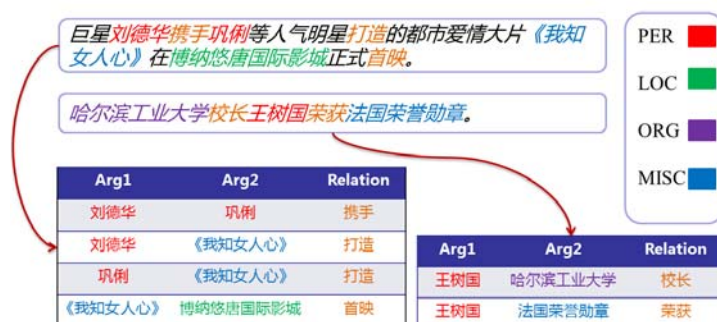 巨星刘德华携手巩俐等人气明星打造的都市爱情大片《我知
女人心》在博纳悠唐国际影城正式首映。
哈尔滨工业大学校长王树国荣获法国荣誉勋章。
PER
LOC
ORG
MISC
Arg1 Arg2 Relation
刘德华 巩俐 携手
刘德华 《我知女人心》 打造
巩俐 《我知女人心》 打造
《我知女人心》 博纳悠唐国际影城 首映
Arg1 Arg2 Relation
王树国 哈尔滨工业大学 校长
王树国 法国荣誉勋章 荣获